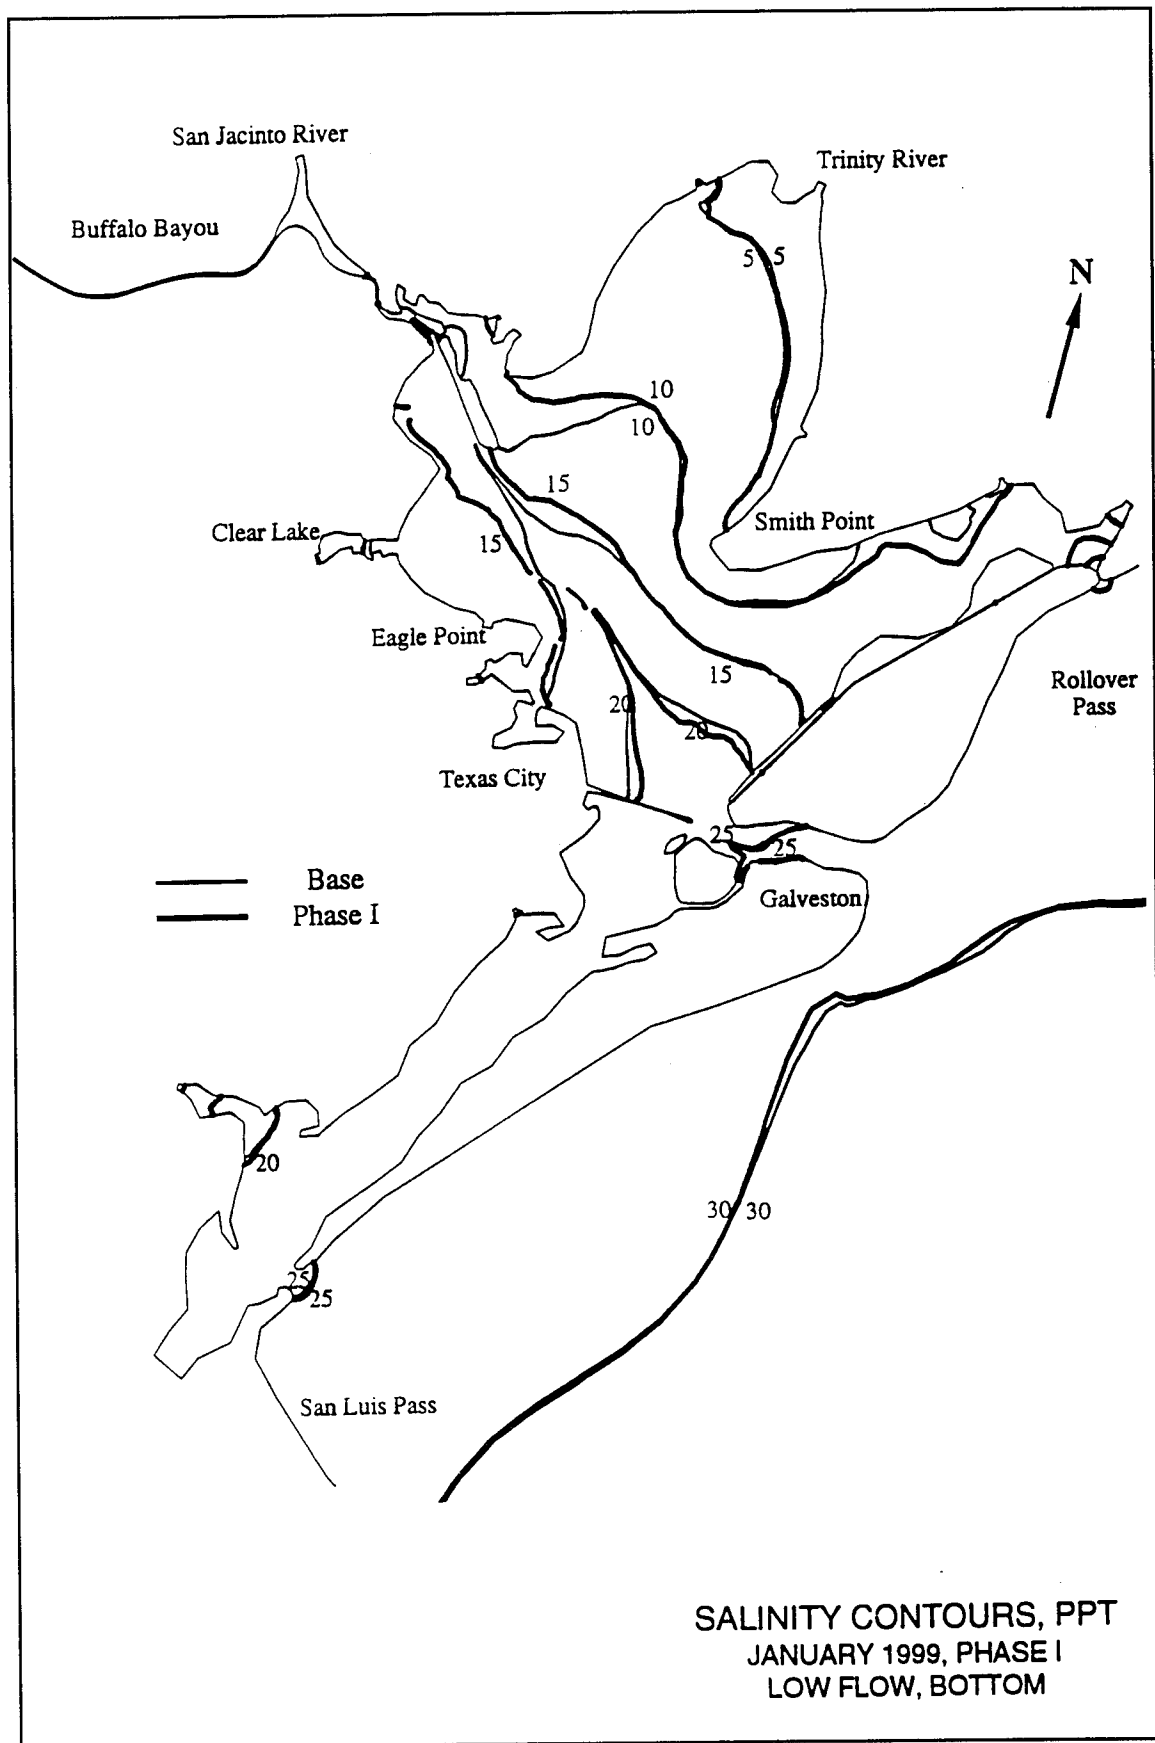 San Jacinto River
Trinity River
Buffalo Bayou
5 5
N
10
10
15
Smith Point
Clear Lake
15
Eagle Point
15
Rollover
Pass
20
20
Texas City
25
25
Base
Galveston
Phase I
20
30 30
25
25
San Luis Pass
SALINITY CONTOURS, PPT
JANUARY 1999, PHASE I
LOW FLOW, BOTTOM